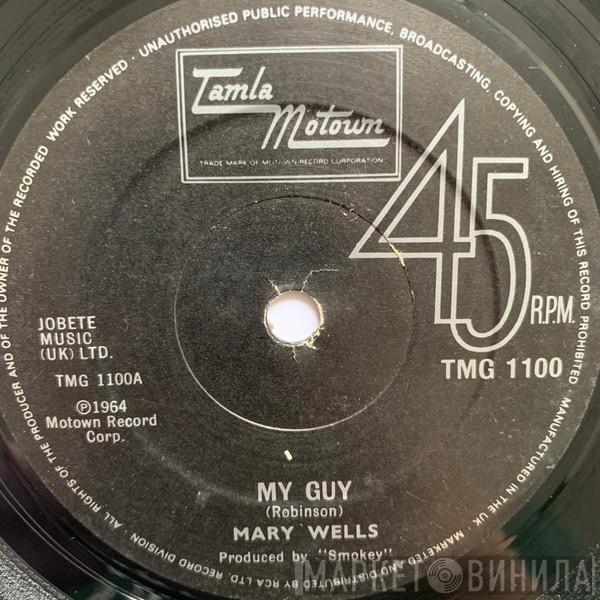 ALL RIGHTS OF THE PRODUCER AND OF THE OWNER OF THE RECORDED WORK RESERVED · UNAUTHORISED PUBLIC PERFORMANCE, BROADCASTING, COPYING AND HIRING OF THIS RECORD PROHIBITED · MANUFACTURED IN THE UK. MARKETED AND DISTRIBUTED BY RCA LTD. RECORD DIVISION ·
Tamla
Motown
TRADE MARK OF MOTOWN RECORD CORPORATION
45
R.P.M.
TMG 1100
JOBETE
MUSIC
(UK) LTD.
TMG 1100A
Ⓟ1964
Motown Record
Corp.
MY GUY
(Robinson)
MARY WELLS
Produced by "Smokey"
МАРКЕТ ВИНИЛА